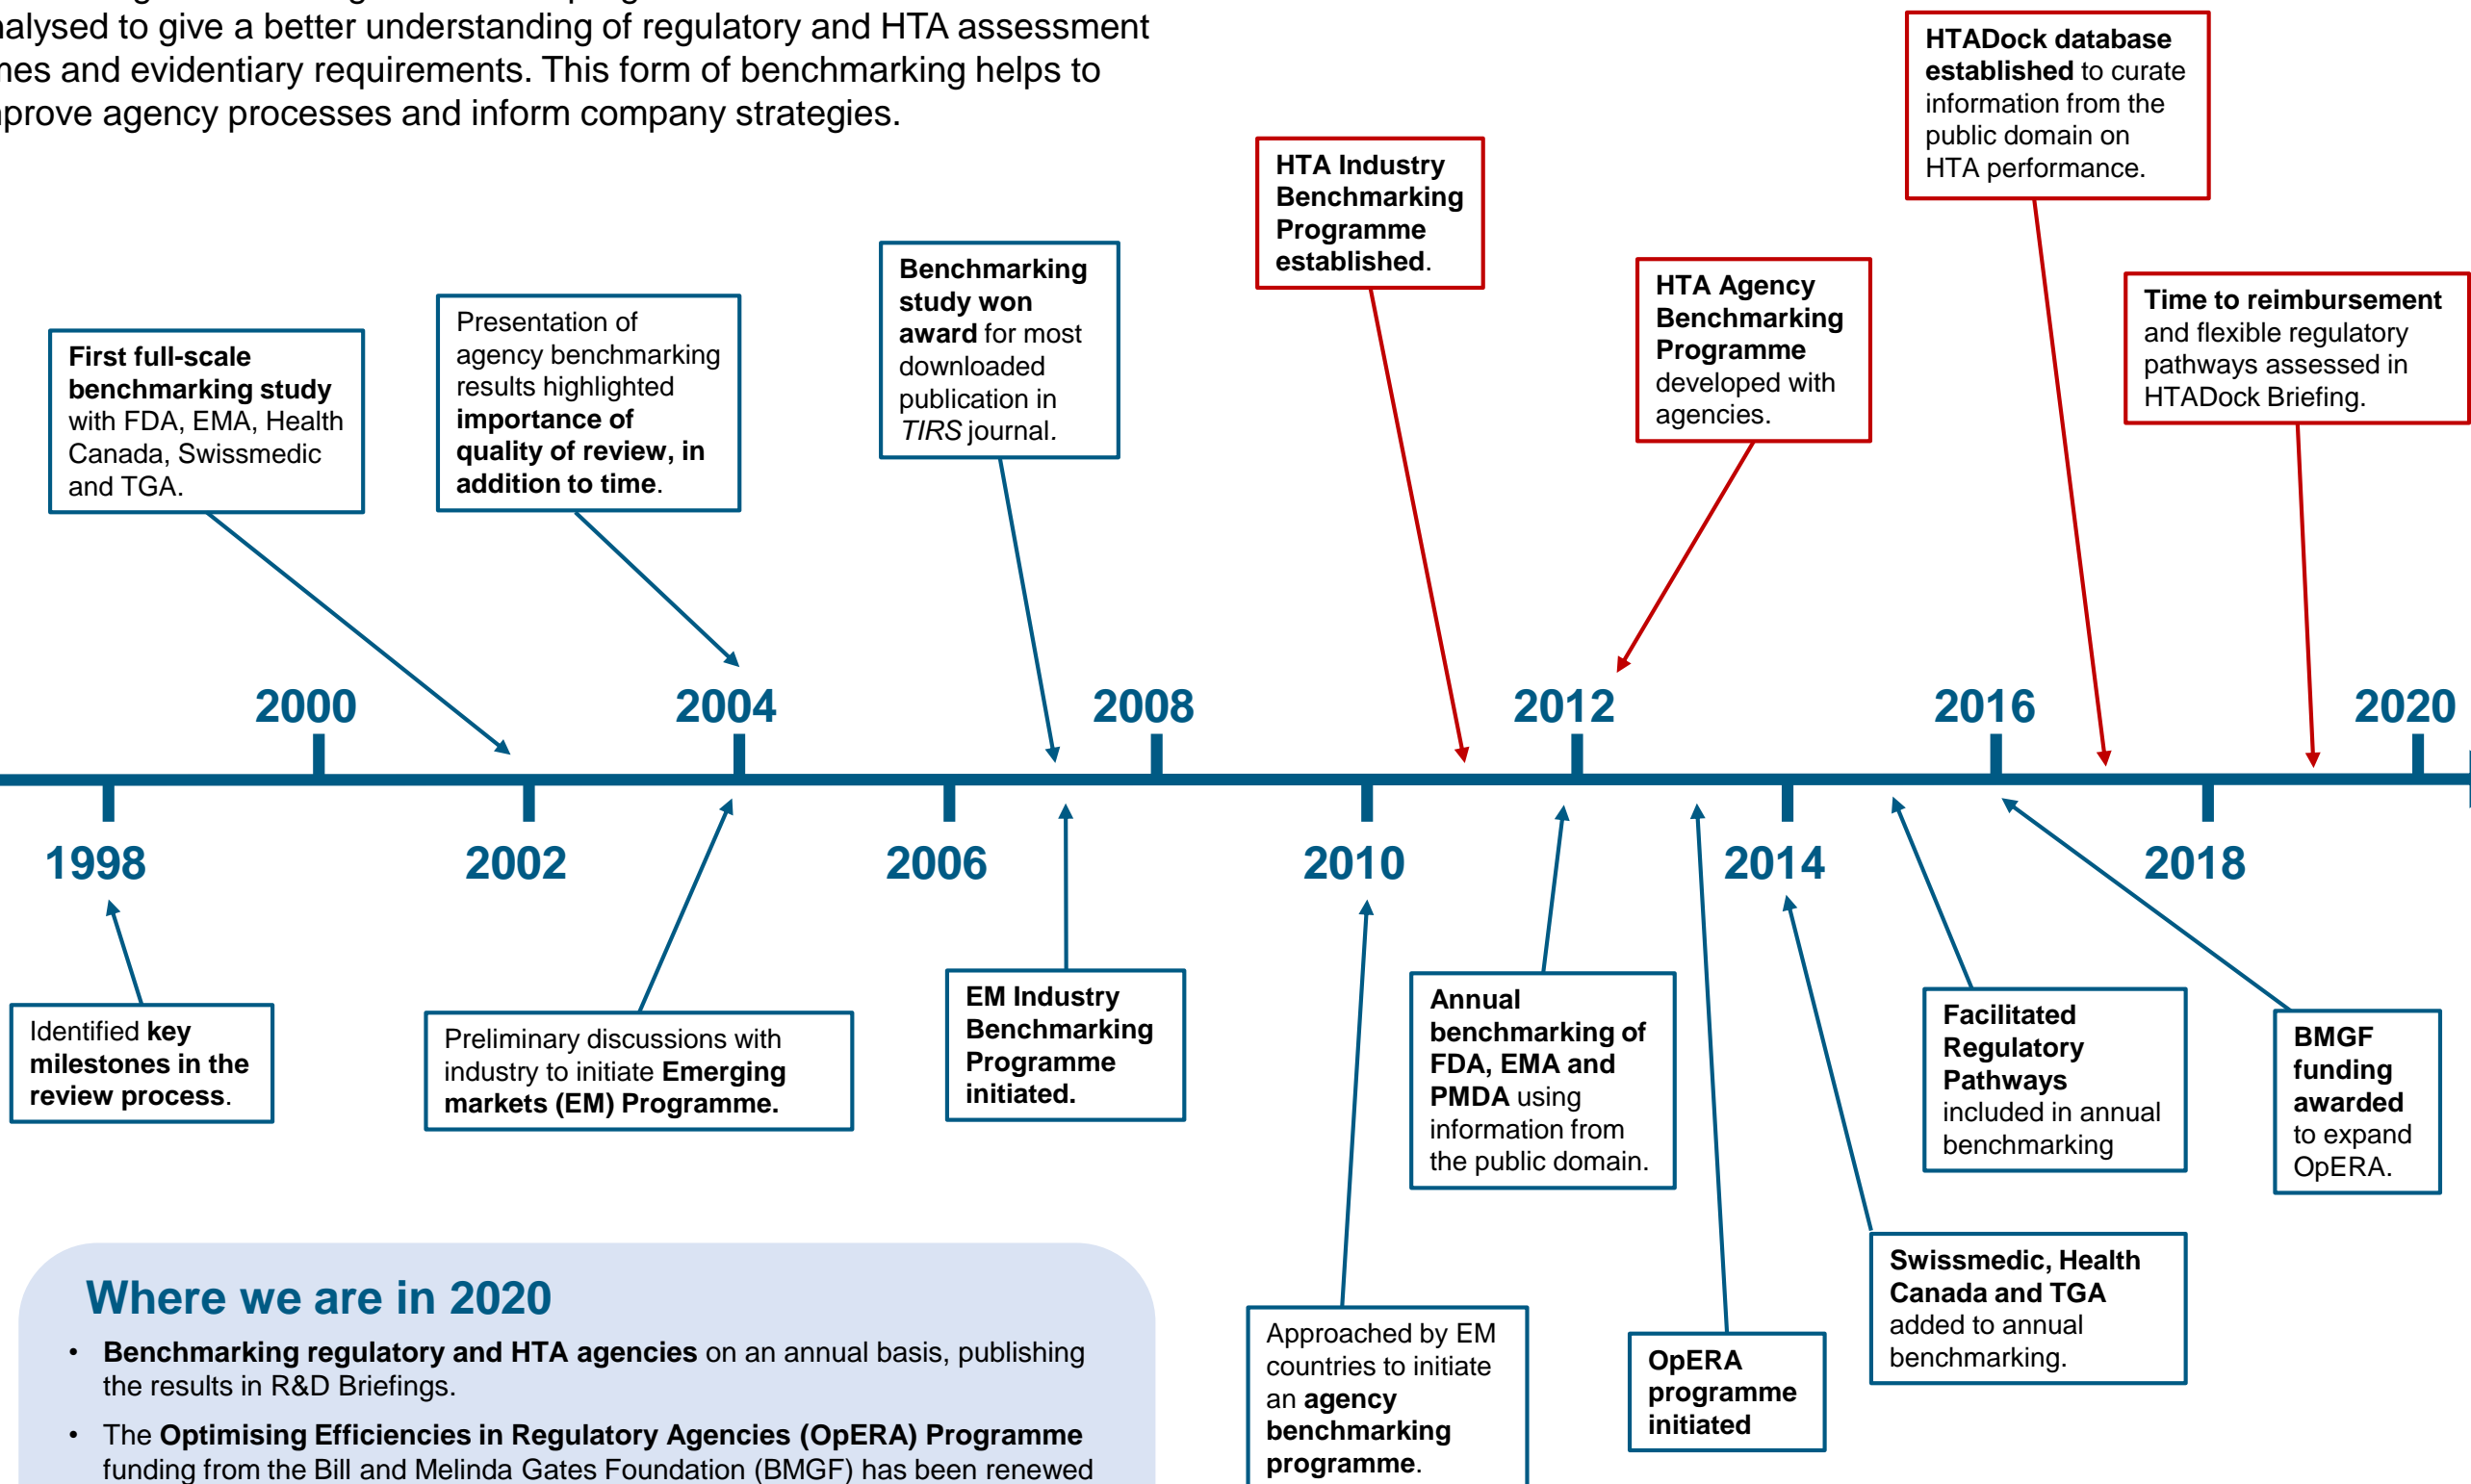 alysed to give a better understanding of regulatory and HTA assessment
nes and evidentiary requirements. This form of benchmarking helps to
prove agency processes and inform company strategies.
HTADock database
established to curate
information from the
public domain on
HTA performance.
HTA Industry
Benchmarking
Programme
established.
Benchmarking
study won
award for most
downloaded
publication in
TIRS journal.
HTA Agency
Benchmarking
Programme
developed with
agencies.
Time to reimbursement
and flexible regulatory
pathways assessed in
HTADock Briefing.
First full-scale
benchmarking study
with FDA, EMA, Health
Canada, Swissmedic
and TGA.
Presentation of
agency benchmarking
results highlighted
importance of
quality of review, in
addition to time.
2000
2004
2008
2012
2016
2020
1998
2002
2006
2010
2014
2018
Identified key
milestones in the
review process.
Preliminary discussions with
industry to initiate Emerging
markets (EM) Programme.
EM Industry
Benchmarking
Programme
initiated.
Annual
benchmarking of
FDA, EMA and
PMDA using
information from
the public domain.
Facilitated
Regulatory
Pathways
included in annual
benchmarking
BMGF
funding
awarded
to expand
OpERA.
Swissmedic, Health
Canada and TGA
added to annual
benchmarking.
Approached by EM
countries to initiate
an agency
benchmarking
programme.
OpERA
programme
initiated
Where we are in 2020
• Benchmarking regulatory and HTA agencies on an annual basis, publishing
the results in R&D Briefings.
• The Optimising Efficiencies in Regulatory Agencies (OpERA) Programme
funding from the Bill and Melinda Gates Foundation (BMGF) has been renewed